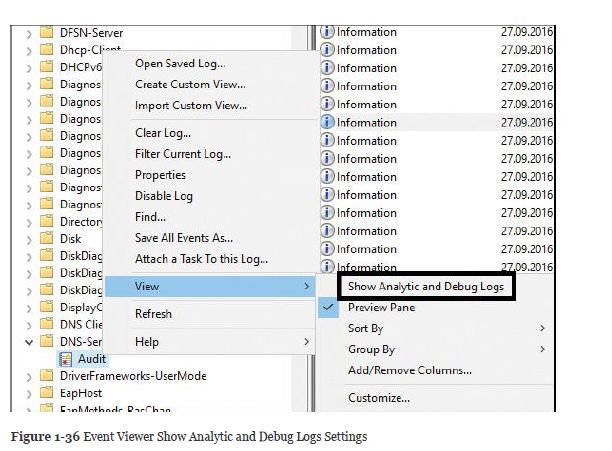 DFSN-Server
Dhcp-Client
DHCPv6
Diagnos
Diagnos
Diagnos
Diagnos
Diagnos
Diagnos
Diagnost
Diagnost
Directory
Disk
DiskDiag
DiskDiag
DiskDiag
DisplayC
DNS Clie
DNS-Ser
Audit
DriverFrameworks-UserMode
EapHost
EapMethods-RasChap
Open Saved Log...
Create Custom View...
Import Custom View...
Clear Log...
Filter Current Log...
Properties
Disable Log
Find...
Save All Events As...
Attach a Task To this Log...
View
Refresh
Help
Information 27.09.2016
Information 27.09.2016
Information 27.09.2016
Information 27.09.2016
Information 27.09.2016
Information 27.09.2016
Information 27.09.2016
Information 27.09.2016
Information 27.09.2016
Information 27.09.2016
Information 27.09.2016
Information 27.09.2016
Information 27.09.2016
Information 27.09.2016
Show Analytic and Debug Logs
Preview Pane
Sort By
Group By
Add/Remove Columns...
Customize...
Figure 1-36 Event Viewer Show Analytic and Debug Logs Settings